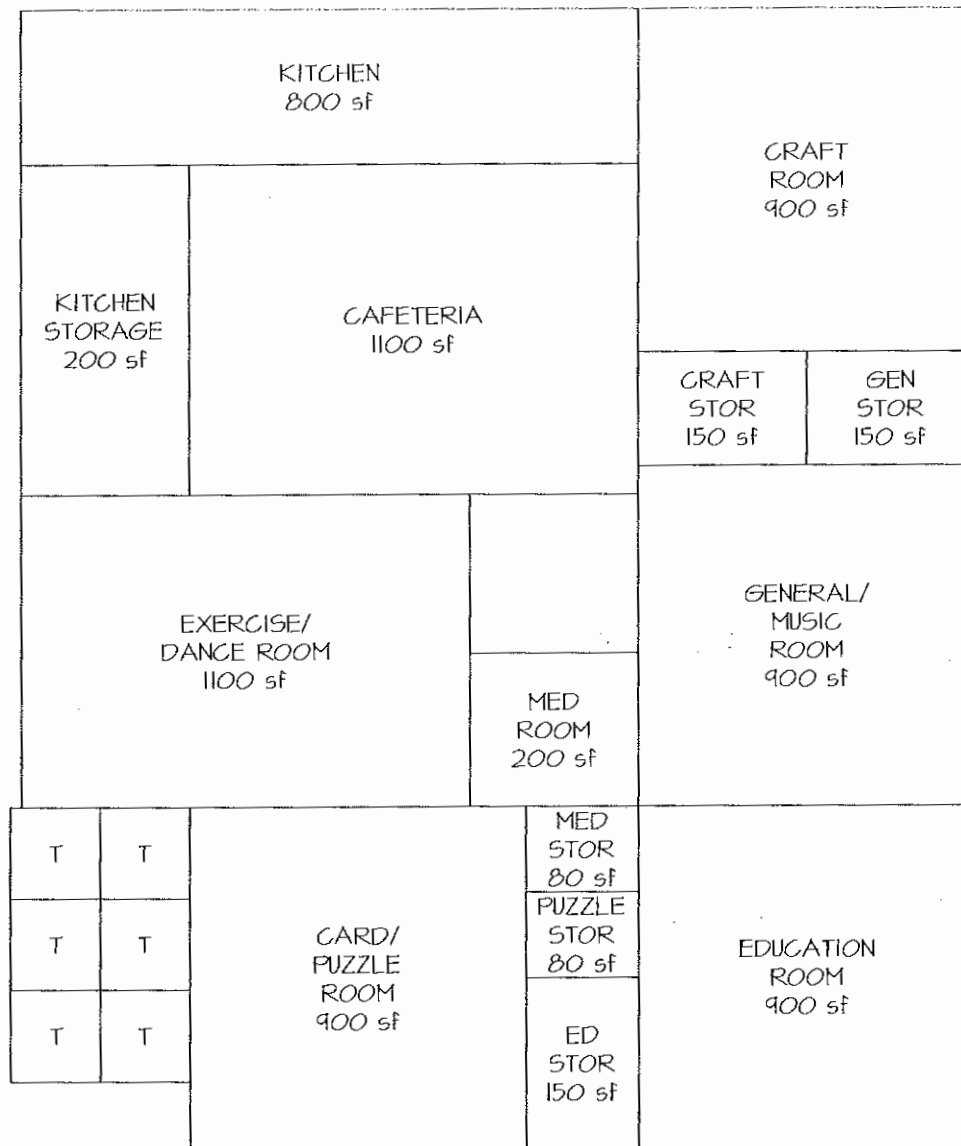 KITCHEN
800 sf
CRAFT
ROOM
900 sf
KITCHEN
STORAGE
200 sf
CAFETERIA
1100 sf
CRAFT
STOR
150 sf
GEN
STOR
150 sf
EXERCISE/
DANCE ROOM
1100 sf
GENERAL/
MUSIC
ROOM
900 sf
MED
ROOM
200 sf
T
T
T
T
T
T
CARD/
PUZZLE
ROOM
900 sf
MED
STOR
80 sf
PUZZLE
STOR
80 sf
ED
STOR
150 sf
EDUCATION
ROOM
900 sf